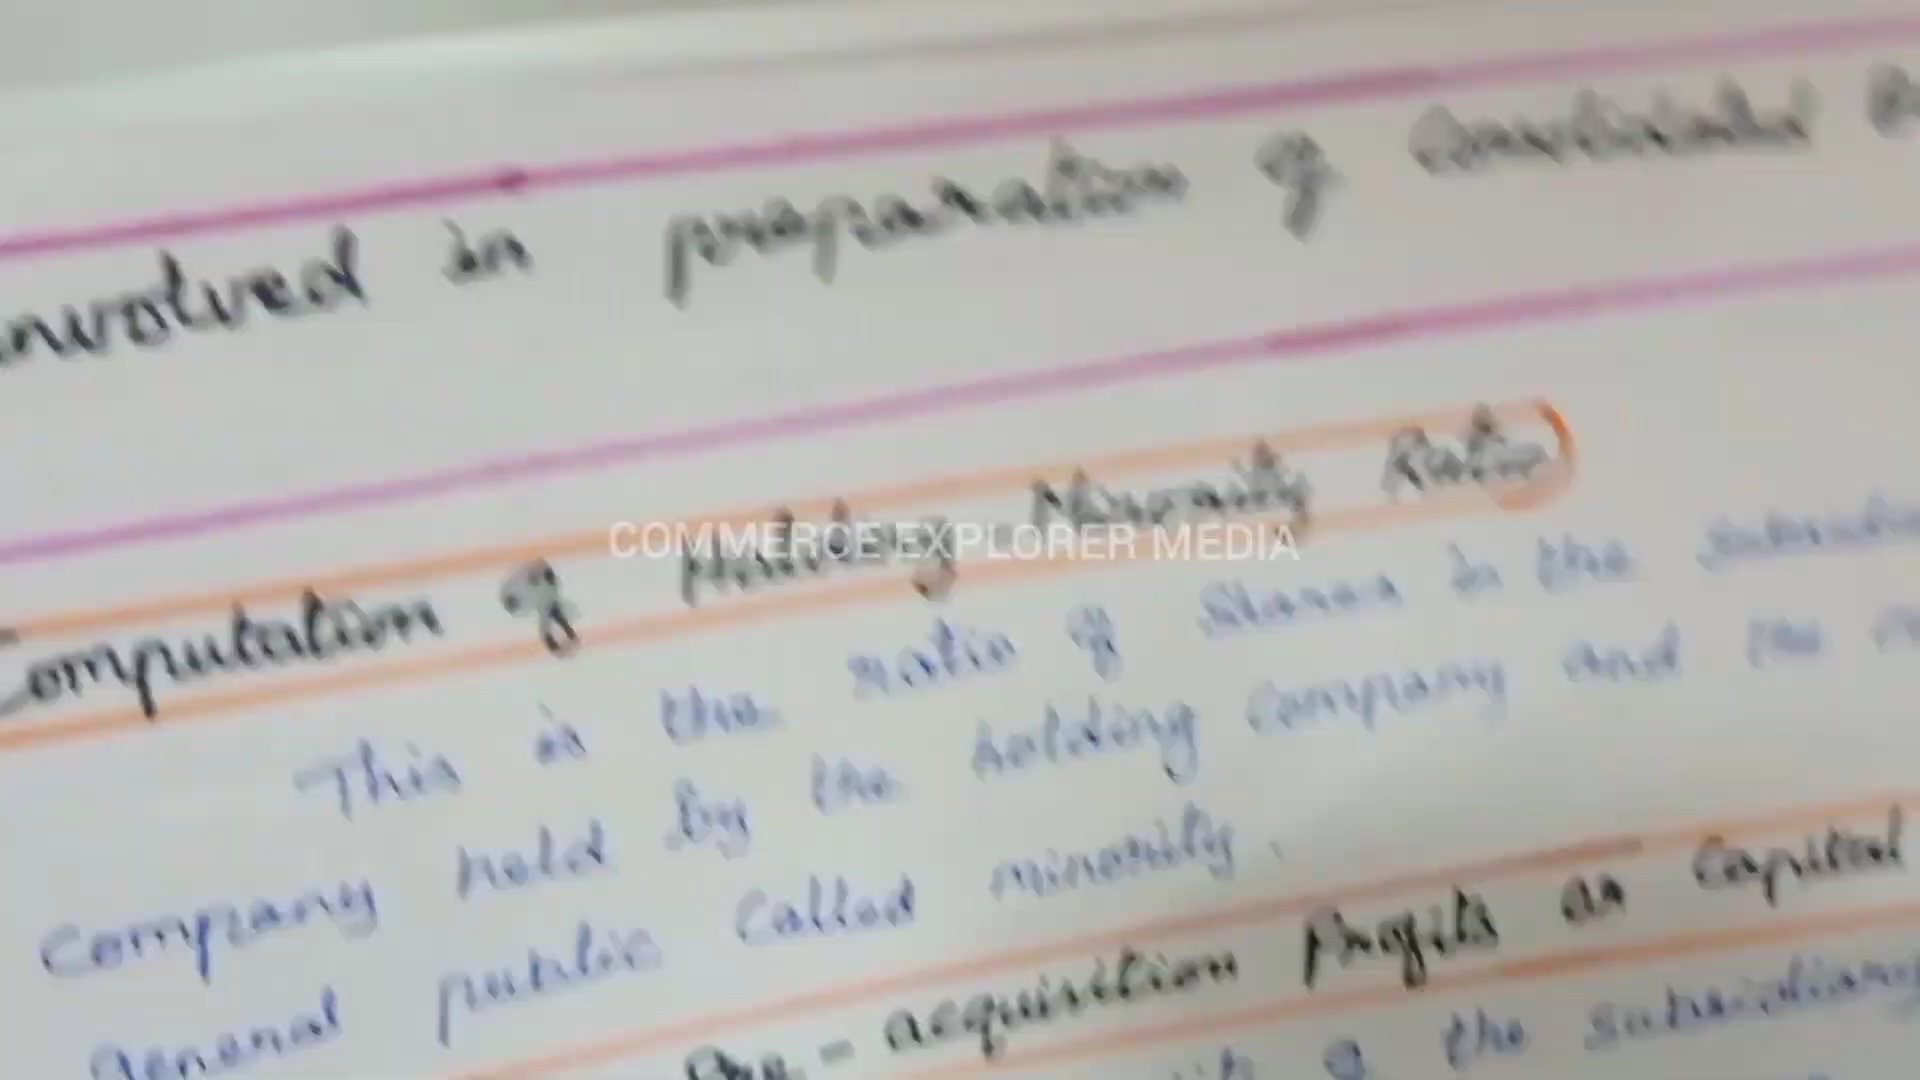 involved in preparation of consolidated
Computation of Holding - Minority Ratio
COMMERCE EXPLORER MEDIA
This is the ratio of Shares in the
Company held by the holding Company and the
General public Called minority.
Pre - acquisition Profits as Capital
of the Subsidiary